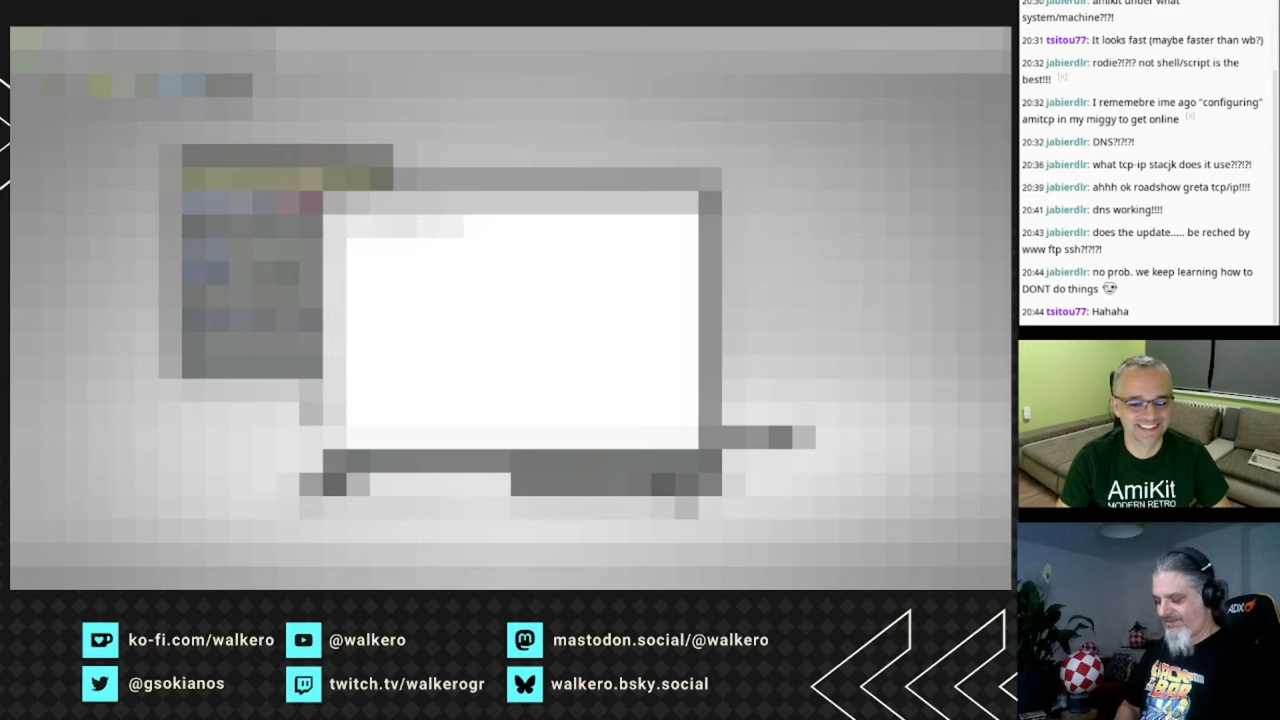 20:30 jabierdlr: amikit under what
system/machine?!?!
20:31 tsitou77: It looks fast (maybe faster than wb?)
20:32 jabierdlr: rodie?!?!? not shell/script is the
best!!! [x]
20:32 jabierdlr: I rememebre ime ago "configuring"
amitcp in my miggy to get online [x]
20:32 jabierdlr: DNS?!?!?!
20:36 jabierdlr: what tcp-ip stacjk does it use?!?!?!
20:39 jabierdlr: ahhh ok roadshow greta tcp/ip!!!!
20:41 jabierdlr: dns working!!!!
20:43 jabierdlr: does the update..... be reched by
www ftp ssh?!?!?!
20:44 jabierdlr: no prob. we keep learning how to
DONT do things
20:44 tsitou77: Hahaha
AmiKit
MODERN RETRO
ADX
BACK
BAR
ko-fi.com/walkero
@walkero
mastodon.social/@walkero
@gsokianos
twitch.tv/walkerogr
walkero.bsky.social